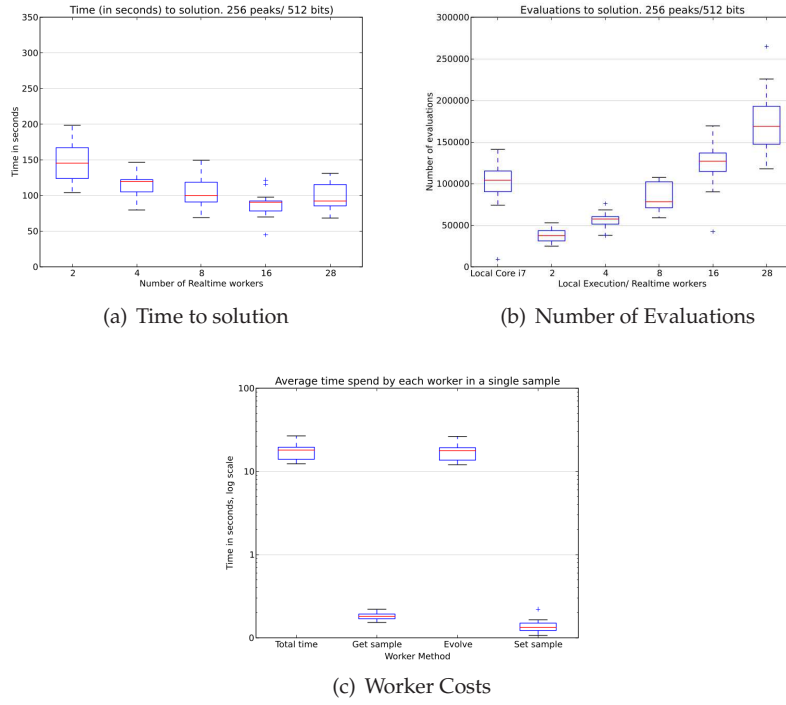 Time (in seconds) to solution. 256 peaks/ 512 bits)
350
300
250
200
150
100
50
0
Time in seconds
2 4 8 16 28
Number of Realtime workers
(a) Time to solution
Evaluations to solution. 256 peaks/512 bits
300000
250000
200000
150000
100000
50000
0
Number of evaluations
Local Core i7 2 4 8 16 28
Local Execution/ Realtime workers
(b) Number of Evaluations
Average time spend by each worker in a single sample
100
10
1
0
Time in seconds, log scale
Total time Get sample Evolve Set sample
Worker Method
(c) Worker Costs